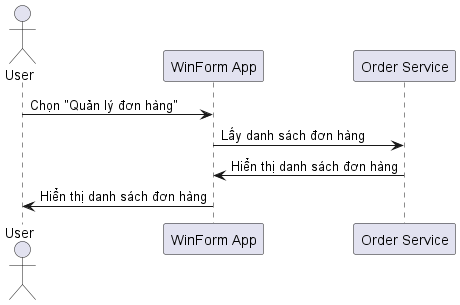 User
WinForm App
Order Service
Chọn "Quản lý đơn hàng"
Lấy danh sách đơn hàng
Hiển thị danh sách đơn hàng
Hiển thị danh sách đơn hàng
User
WinForm App
Order Service